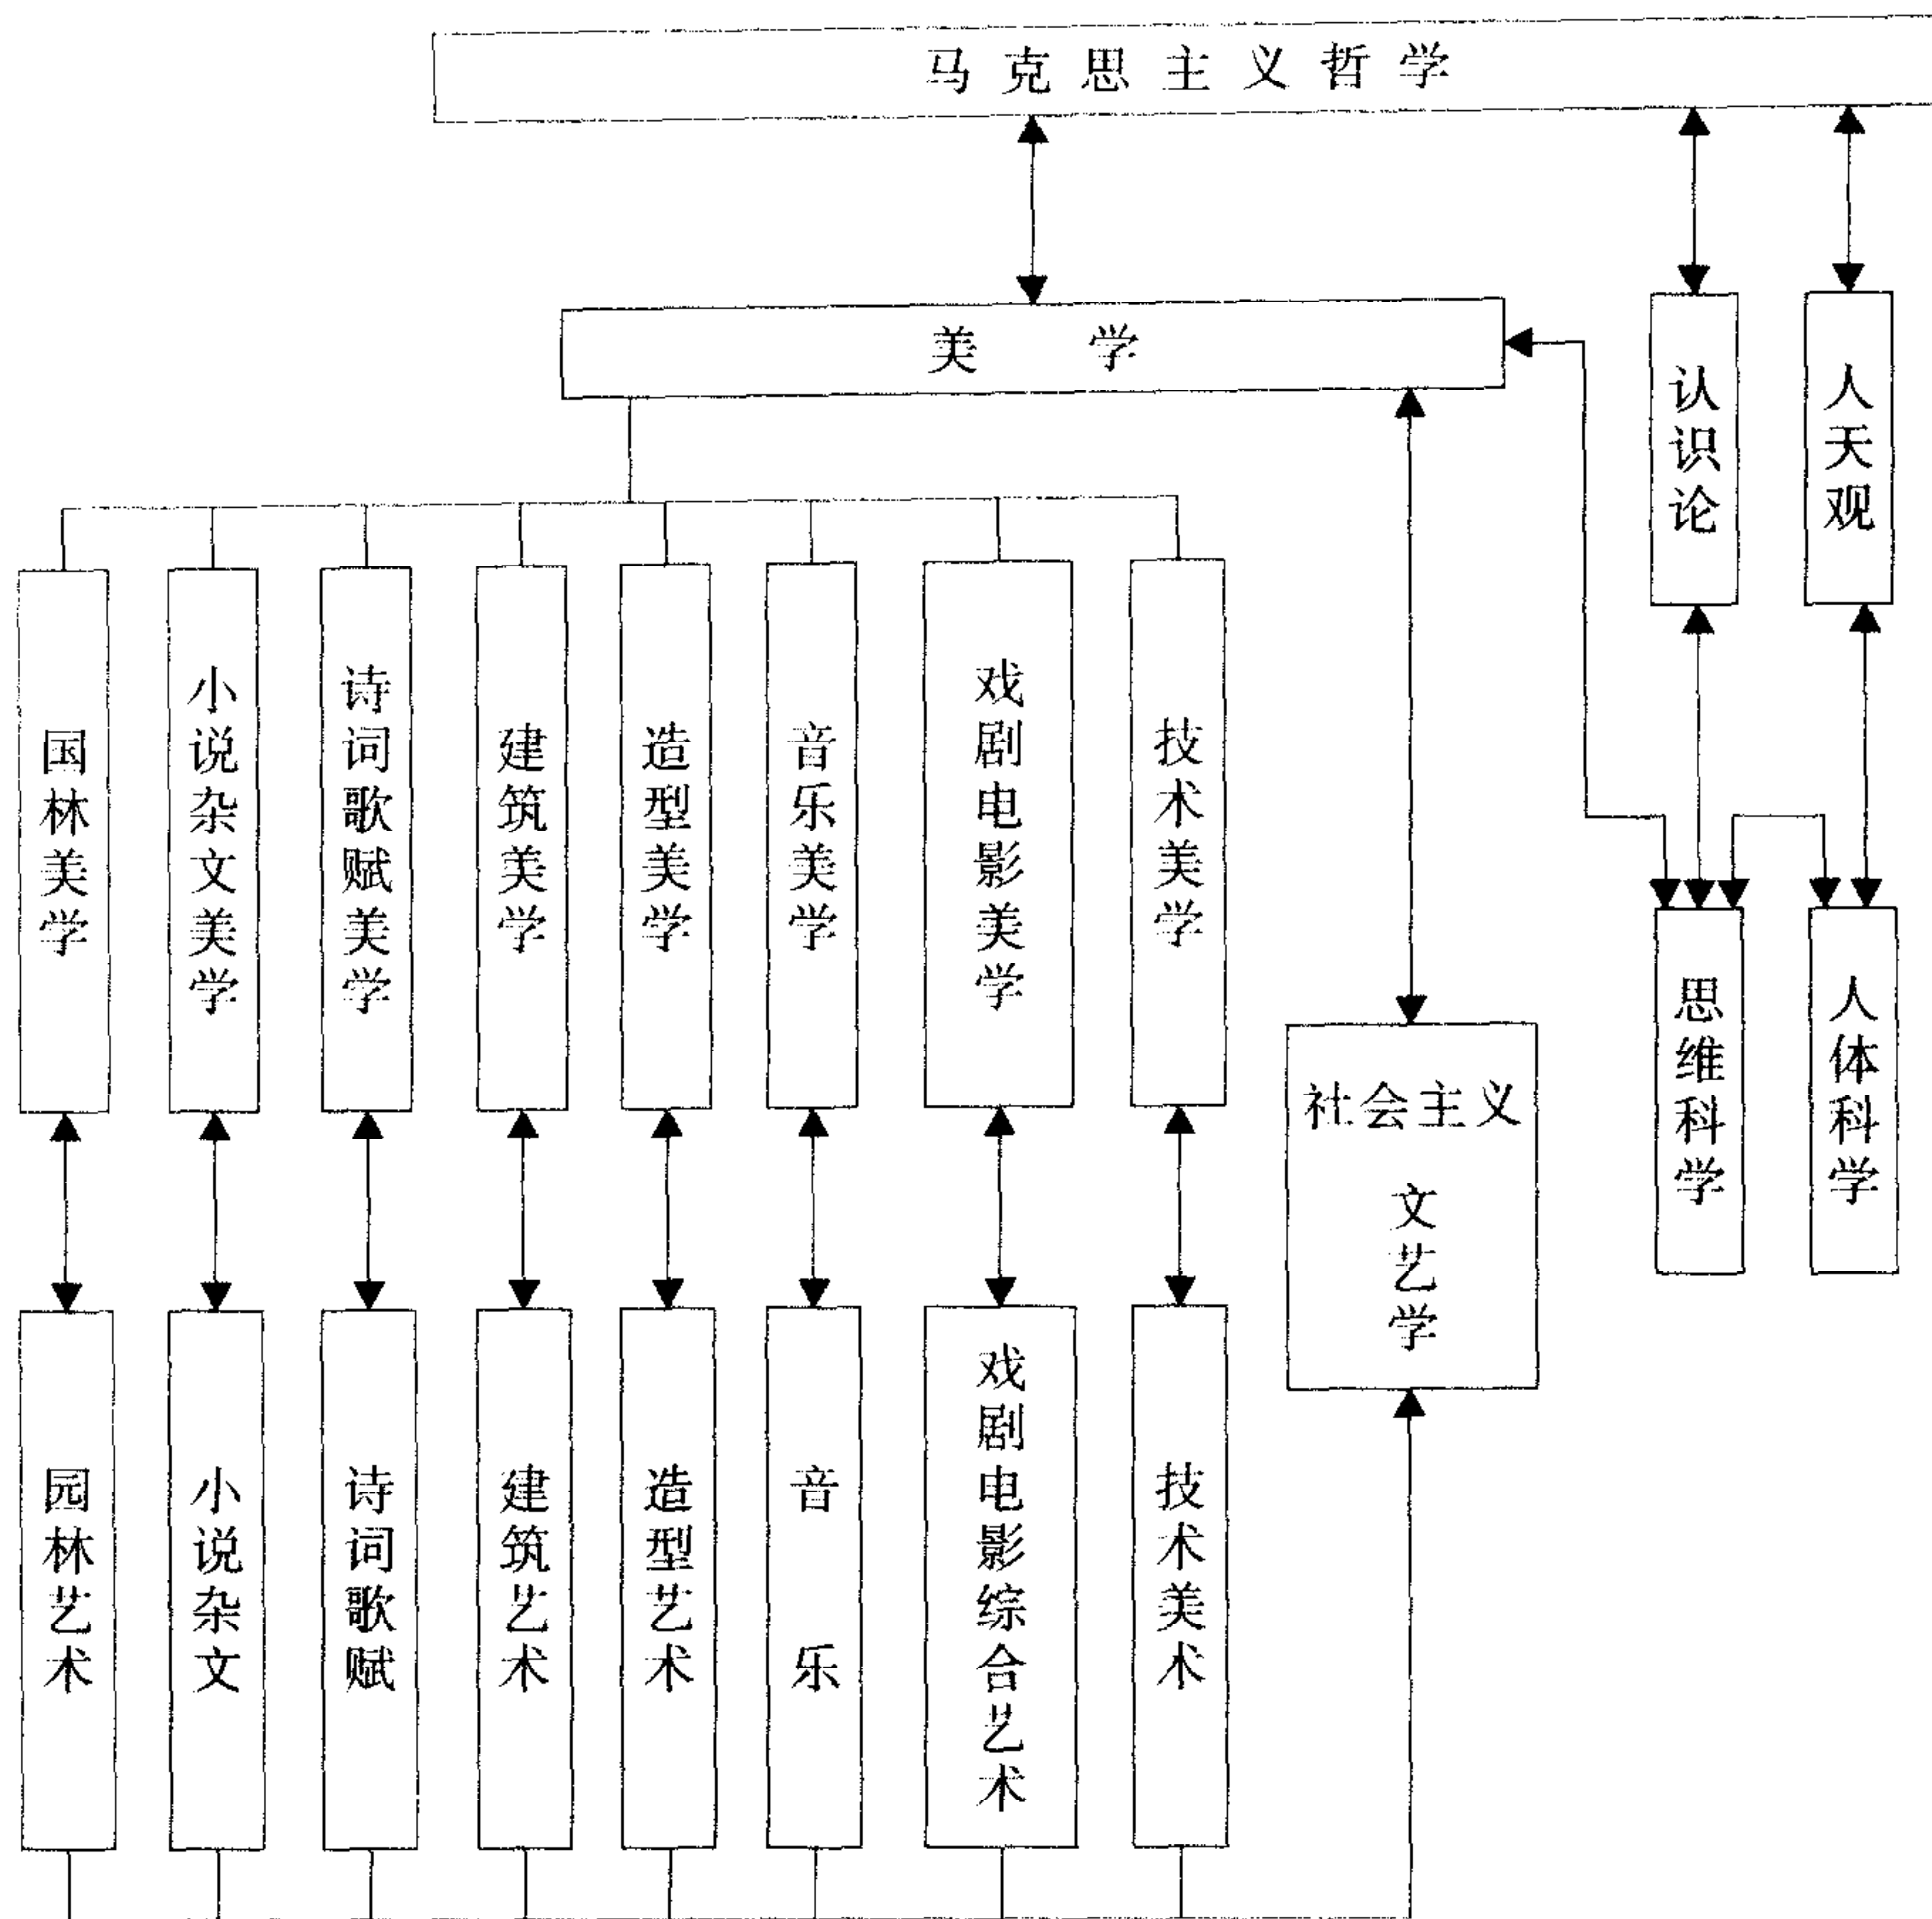 马克思主义哲学
美学
认识论
人天观
国林美学
小说杂文美学
诗词歌赋美学
建筑美学
造型美学
音乐美学
戏剧电影美学
技术美学
社会主义
文艺学
思维科学
人体科学
园林艺术
小说杂文
诗词歌赋
建筑艺术
造型艺术
音乐
戏剧电影综合艺术
技术美术